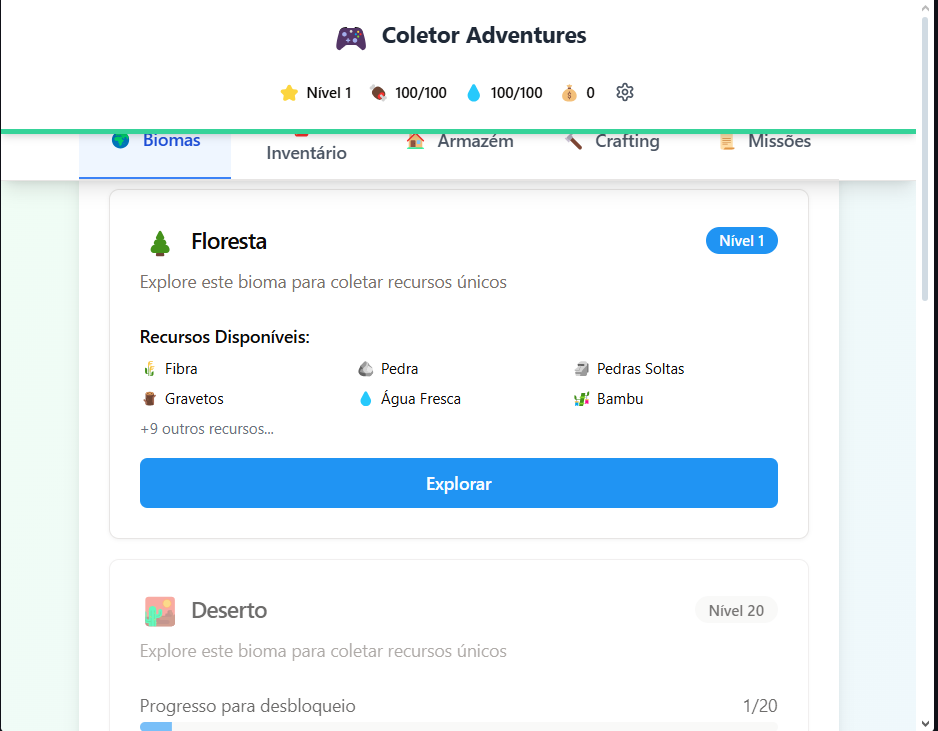 Coletor Adventures
Nível 1 100/100 100/100 0
Biomas Inventário Armazém Crafting Missões
Floresta Nível 1
Explore este bioma para coletar recursos únicos
Recursos Disponíveis:
Fibra Pedra Pedras Soltas
Gravetos Água Fresca Bambu
+9 outros recursos...
Explorar
Deserto Nível 20
Explore este bioma para coletar recursos únicos
Progresso para desbloqueio 1/20